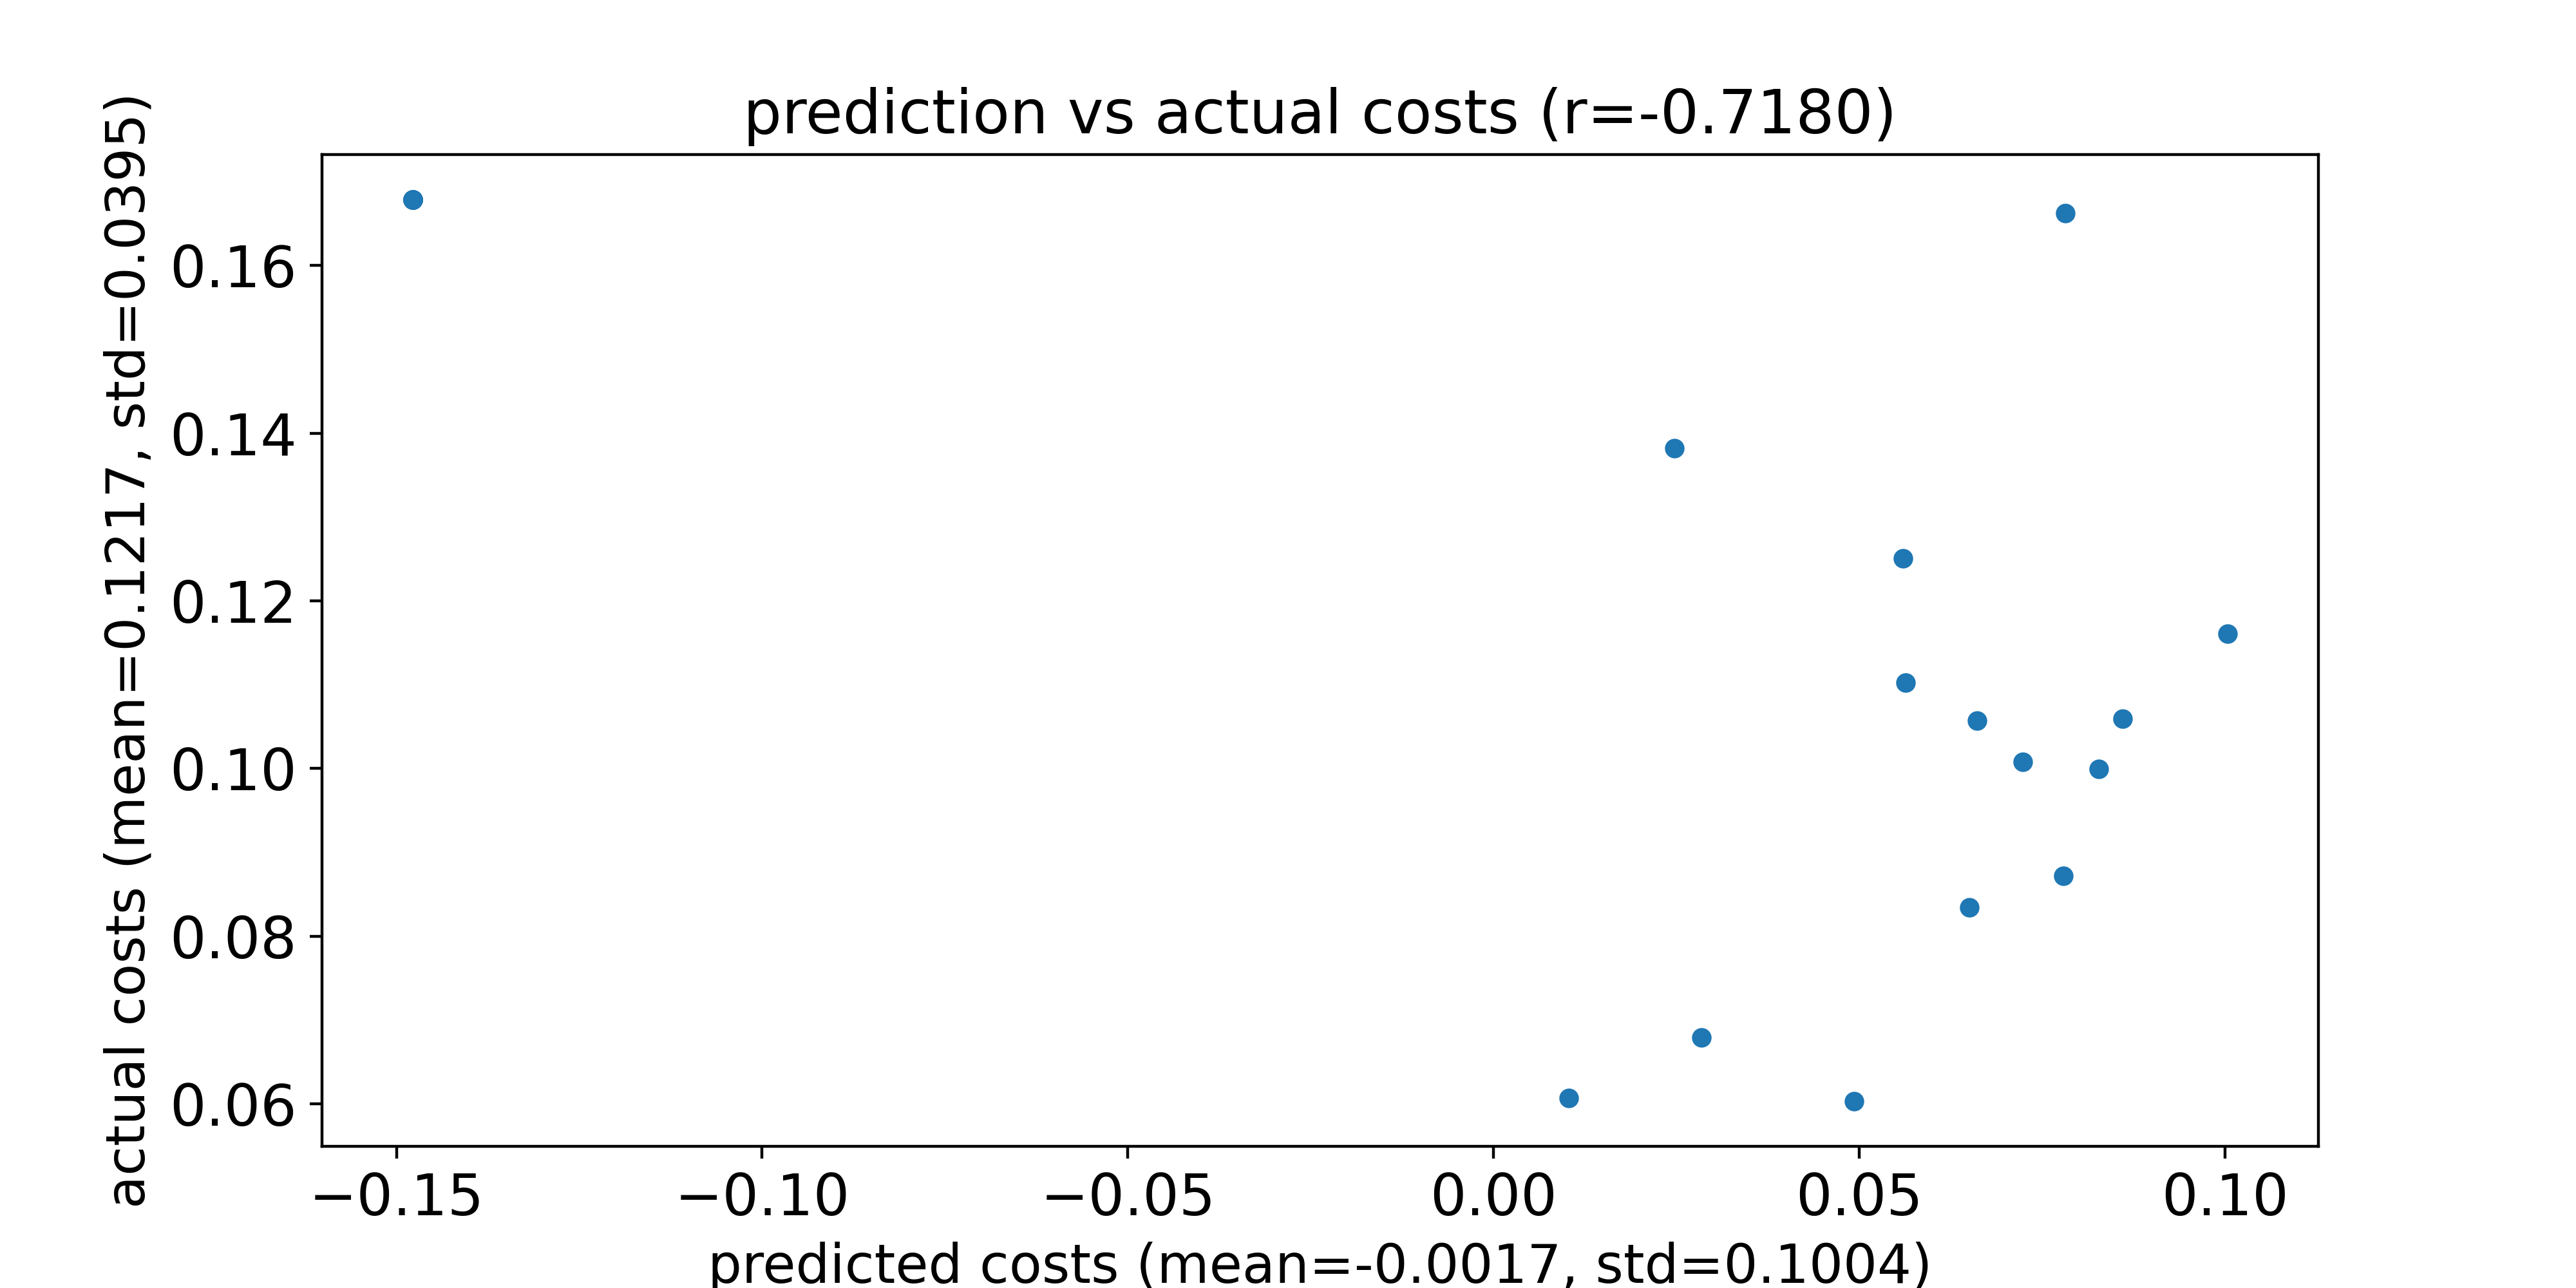 prediction vs actual costs (r=-0.7180)
actual costs (mean=0.1217, std=0.0395)
0.16
0.14
0.12
0.10
0.08
0.06
−0.15 −0.10 −0.05 0.00 0.05 0.10
predicted costs (mean=-0.0017, std=0.1004)